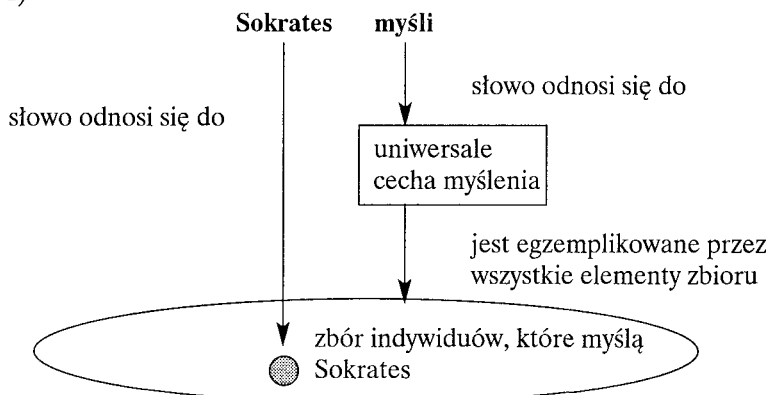 Sokrates myśli
słowo odnosi się do
słowo odnosi się do
uniwersale
cecha myślenia
jest egzemplikowane przez
wszystkie elementy zbioru
zbór indywiduów, które myślą
Sokrates